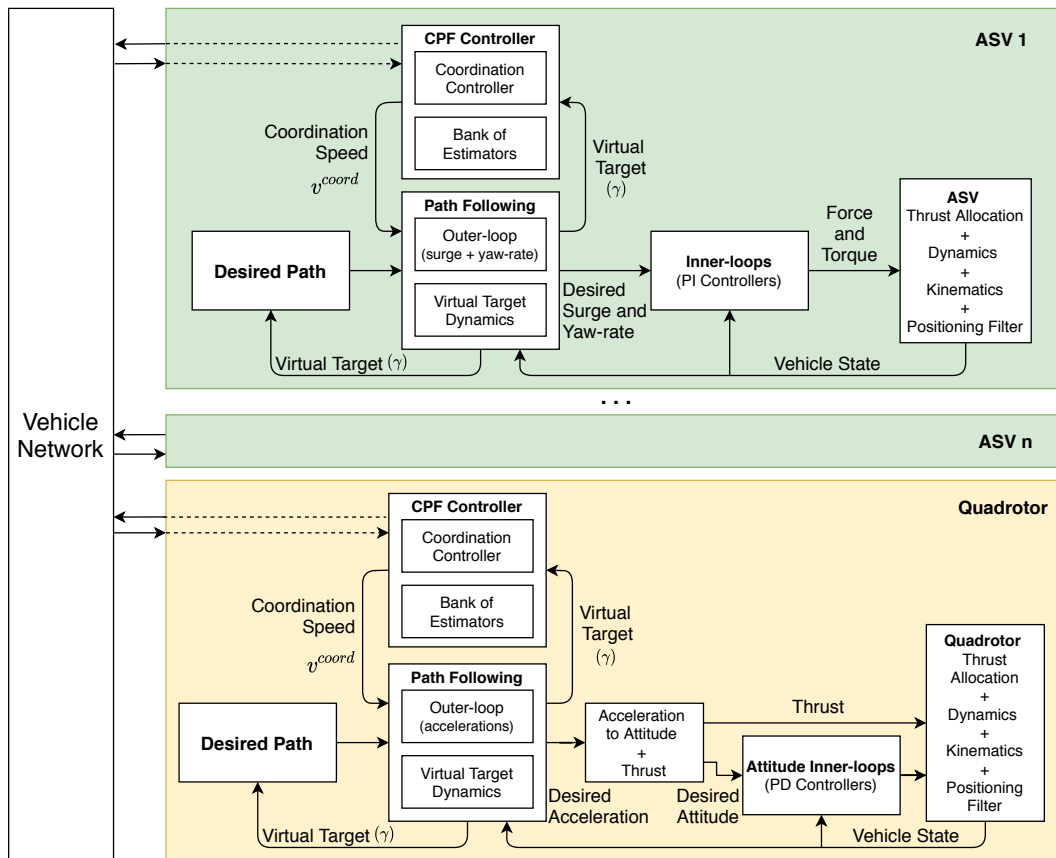 Vehicle
Network
ASV 1
CPF Controller
Coordination
Controller
Bank of
Estimators
Coordination
Speed
v^{coord}
Virtual
Target
(γ)
Path Following
Outer-loop
(surge + yaw-rate)
Virtual Target
Dynamics
Desired Path
Virtual Target (γ)
Desired
Surge and
Yaw-rate
Inner-loops
(PI Controllers)
Force
and
Torque
ASV
Thrust Allocation
+
Dynamics
+
Kinematics
+
Positioning Filter
Vehicle State
. . .
ASV n
Quadrotor
CPF Controller
Coordination
Controller
Bank of
Estimators
Coordination
Speed
v^{coord}
Virtual
Target
(γ)
Path Following
Outer-loop
(accelerations)
Virtual Target
Dynamics
Desired Path
Virtual Target (γ)
Desired
Acceleration
Acceleration
to Attitude
+
Thrust
Thrust
Desired
Attitude
Attitude Inner-loops
(PD Controllers)
Quadrotor
Thrust
Allocation
+
Dynamics
+
Kinematics
+
Positioning
Filter
Vehicle State